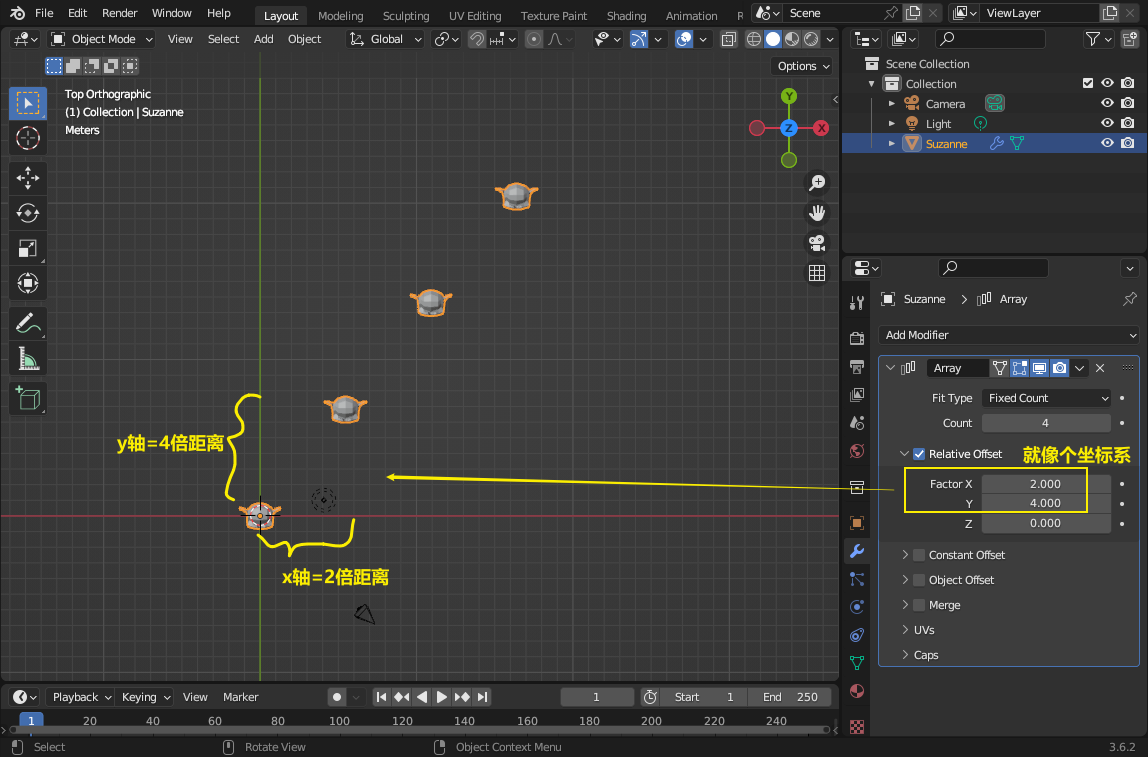 File Edit Render Window Help Layout Modeling Sculpting UV Editing Texture Paint Shading Animation R Scene ViewLayer
Object Mode View Select Add Object Global
Options
Top Orthographic
(1) Collection | Suzanne
Meters
Y
Z
X
y轴=4倍距离
x轴=2倍距离
Scene Collection
Collection
Camera
Light
Suzanne
Suzanne > Array
Add Modifier
Array
Fit Type Fixed Count
Count 4
Relative Offset 就像个坐标系
Factor X 2.000
Y 4.000
Z 0.000
Constant Offset
Object Offset
Merge
UVs
Caps
Playback Keying View Marker 1 Start 1 End 250
1 20 40 60 80 100 120 140 160 180 200 220 240
Select Rotate View Object Context Menu 3.6.2